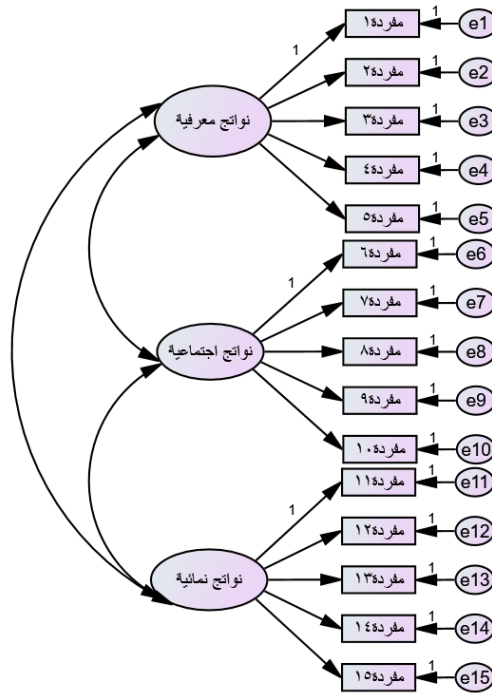 مفردة١
1
e1
مفردة٢
1
e2
نواتج معرفية
1
مفردة٣
1
e3
مفردة٤
1
e4
مفردة٥
1
e5
مفردة٦
1
e6
مفردة٧
1
e7
نواتج اجتماعية
1
مفردة٨
1
e8
مفردة٩
1
e9
مفردة١٠
1
e10
مفردة١١
1
e11
مفردة١٢
1
e12
نواتج نمائية
1
مفردة١٣
1
e13
مفردة١٤
1
e14
مفردة١٥
1
e15